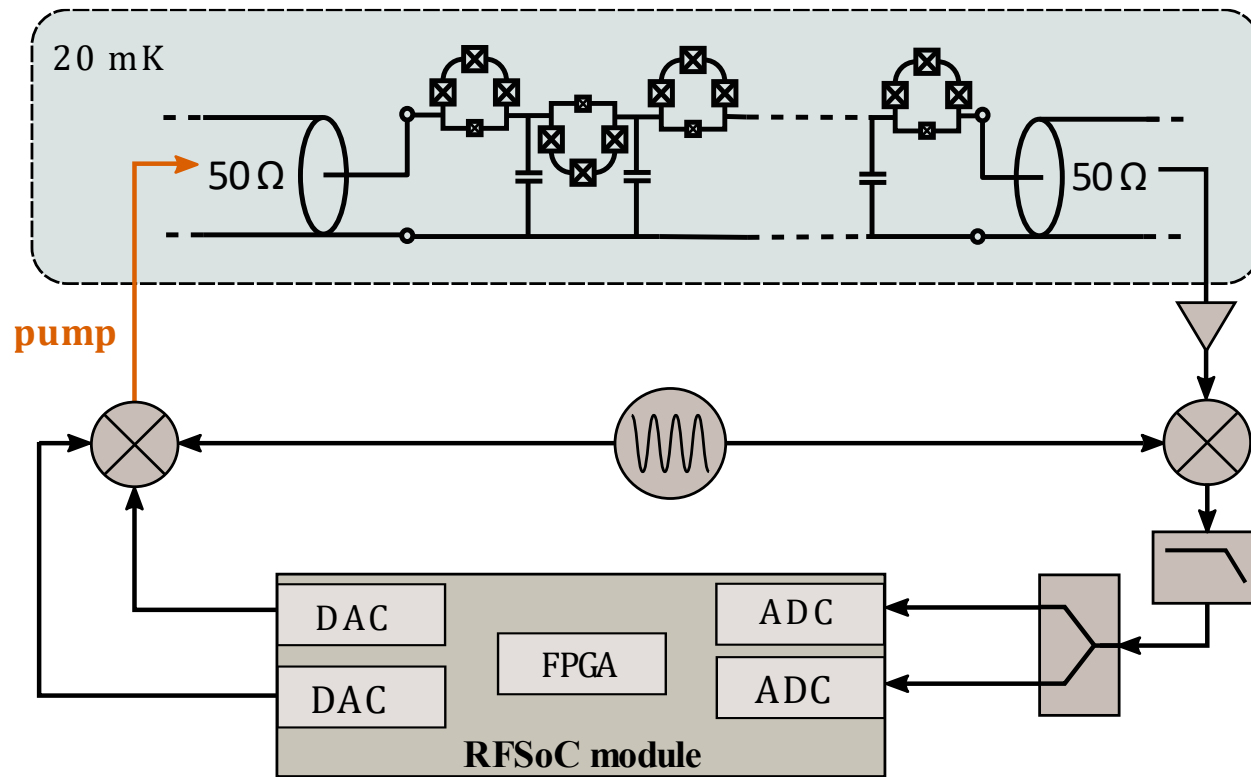 20 mK
50 Ω
50 Ω
pump
DAC
ADC
FPGA
DAC
ADC
RFSoC module